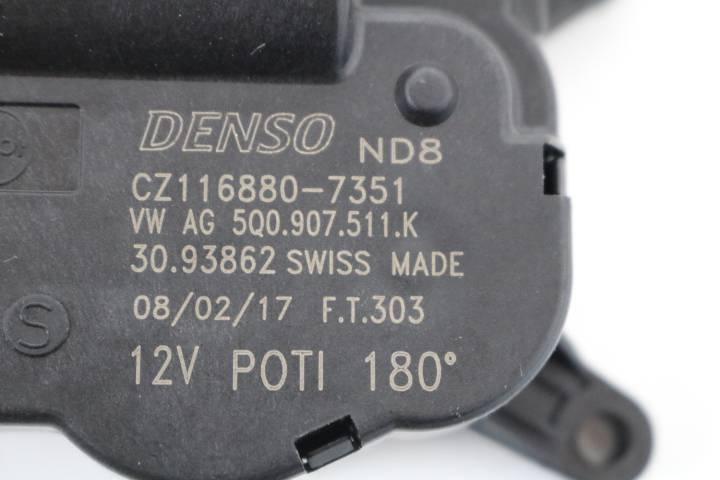 DENSO ND8
CZ116880-7351
VW AG 5Q0.907.511.K
30.93862 SWISS MADE
08/02/17 F.T.303
12V POTI 180°
S